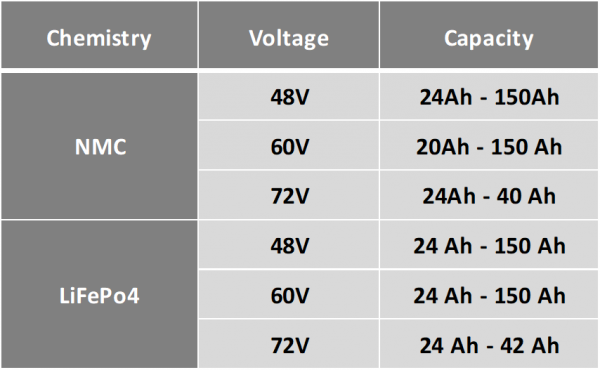 Chemistry Voltage Capacity
NMC
48V 24Ah - 150Ah
60V 20Ah - 150 Ah
72V 24Ah - 40 Ah
LiFePo4
48V 24 Ah - 150 Ah
60V 24 Ah - 150 Ah
72V 24 Ah - 42 Ah